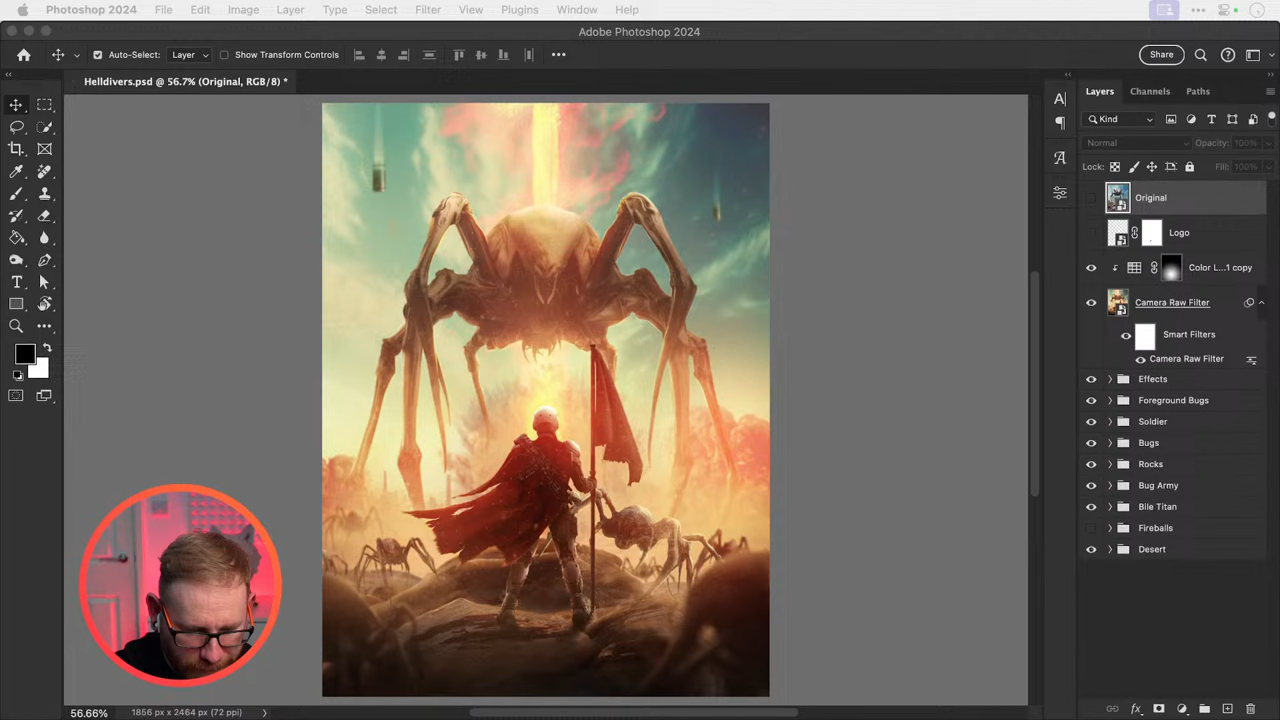 Photoshop 2024 File Edit Image Layer Type Select Filter View Plugins Window Help
Adobe Photoshop 2024
Auto-Select: Layer Show Transform Controls Share
Helldivers.psd @ 56.7% (Original, RGB/8) *
Layers Channels Paths
Kind
Normal Opacity: 100%
Lock: Fill: 100%
Original
Logo
Color L...1 copy
Camera Raw Filter
Smart Filters
Camera Raw Filter
Effects
Foreground Bugs
Soldier
Bugs
Rocks
Bug Army
Bile Titan
Fireballs
Desert
56.66% 1856 px x 2464 px (72 ppi)